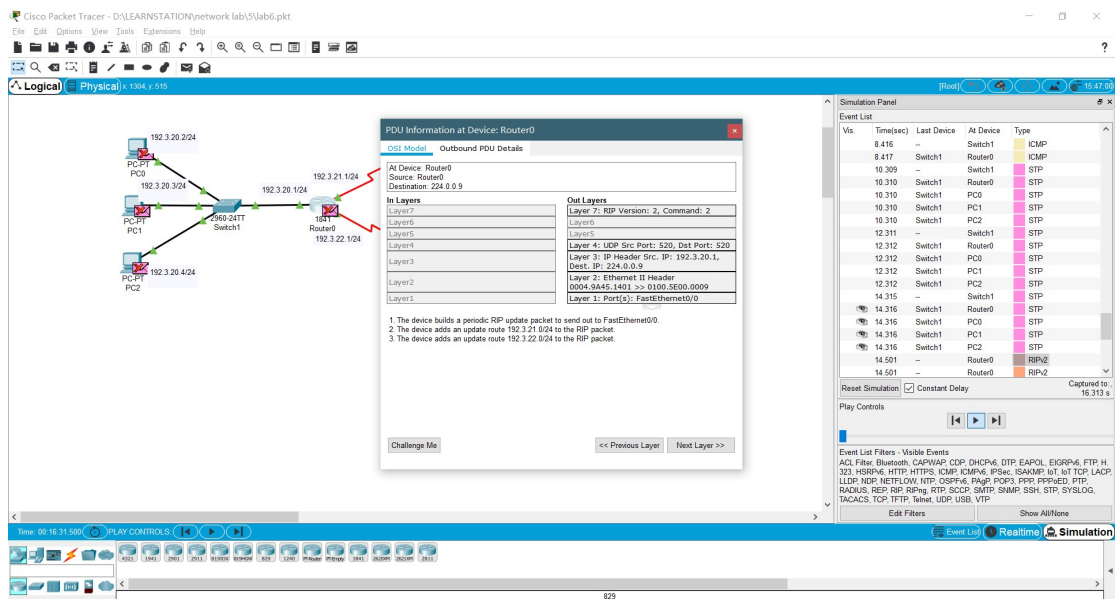 Cisco Packet Tracer - D:\LEARNSTATION\network lab\5\lab6.pkt
File Edit Options View Tools Extensions Help
?
Logical Physical x: 1304, y: 515
[Root]
15:47:00
192.3.20.2/24
PC-PT
PC0
192.3.20.3/24
PC-PT
PC1
192.3.20.4/24
PC-PT
PC2
2960-24TT
Switch1
192.3.20.1/24
192.3.21.1/24
1841
Router0
192.3.22.1/24
PDU Information at Device: Router0
OSI Model Outbound PDU Details
At Device: Router0
Source: Router0
Destination: 224.0.0.9
In Layers
Layer7
Layer6
Layer5
Layer4
Layer3
Layer2
Layer1
Out Layers
Layer 7: RIP Version: 2, Command: 2
Layer6
Layer5
Layer 4: UDP Src Port: 520, Dst Port: 520
Layer 3: IP Header Src. IP: 192.3.20.1,
Dest. IP: 224.0.0.9
Layer 2: Ethernet II Header
0004.9A45.1401 >> 0100.5E00.0009
Layer 1: Port(s): FastEthernet0/0
1. The device builds a periodic RIP update packet to send out to FastEthernet0/0.
2. The device adds an update route 192.3.21.0/24 to the RIP packet.
3. The device adds an update route 192.3.22.0/24 to the RIP packet.
Challenge Me
<< Previous Layer
Next Layer >>
Simulation Panel
Event List
Vis. Time(sec) Last Device At Device Type
8.416 -- Switch1 ICMP
8.417 Switch1 Router0 ICMP
10.309 -- Switch1 STP
10.310 Switch1 Router0 STP
10.310 Switch1 PC0 STP
10.310 Switch1 PC1 STP
10.310 Switch1 PC2 STP
12.311 -- Switch1 STP
12.312 Switch1 Router0 STP
12.312 Switch1 PC0 STP
12.312 Switch1 PC1 STP
12.312 Switch1 PC2 STP
14.315 -- Switch1 STP
14.316 Switch1 Router0 STP
14.316 Switch1 PC0 STP
14.316 Switch1 PC1 STP
14.316 Switch1 PC2 STP
14.501 -- Router0 RIPv2
14.501 -- Router0 RIPv2
Reset Simulation Constant Delay
Captured to:
16.313 s
Play Controls
Event List Filters - Visible Events
ACL Filter, Bluetooth, CAPWAP, CDP, DHCPv6, DTP, EAPOL, EIGRPv6, FTP, H.
323, HSRPv6, HTTP, HTTPS, ICMP, ICMPv6, IPSec, ISAKMP, IoT, IoT TCP, LACP,
LLDP, NDP, NETFLOW, NTP, OSPFv6, PAgP, POP3, PPP, PPPoED, PTP,
RADIUS, REP, RIP, RIPng, RTP, SCCP, SMTP, SNMP, SSH, STP, SYSLOG,
TACACS, TCP, TFTP, Telnet, UDP, USB, VTP
Edit Filters
Show All/None
Time: 00:16:31.500 PLAY CONTROLS:
Event List Realtime Simulation
4321 1941 2901 2911 819IOX 819HGW 829 1240 PT-Router PT-Empty 1841 2620XM 2621XM 2811
829